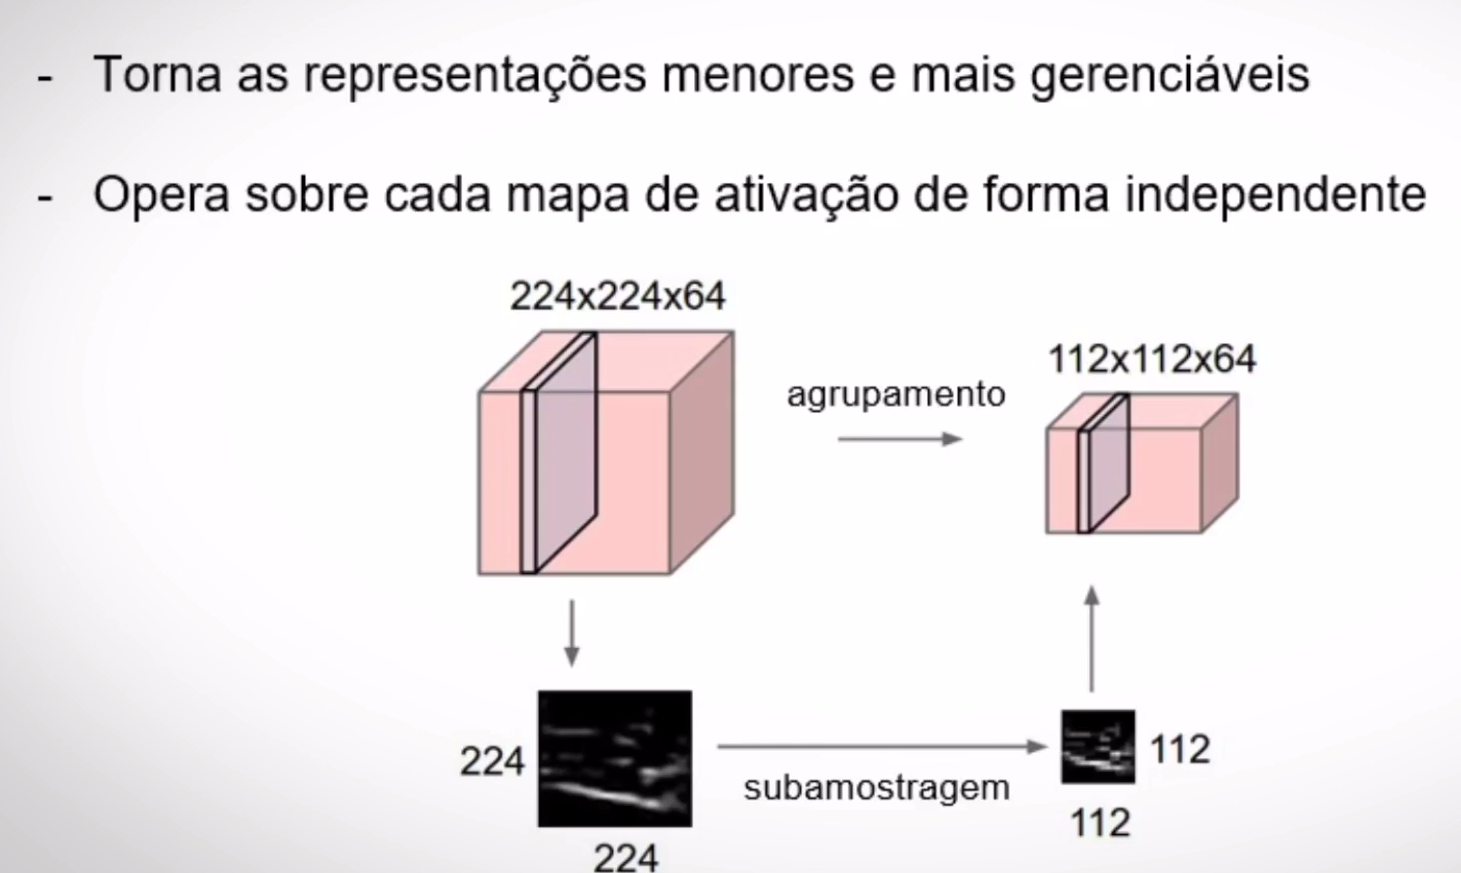 - Torna as representações menores e mais gerenciáveis
- Opera sobre cada mapa de ativação de forma independente
224x224x64
112x112x64
agrupamento
224
112
subamostragem
112
224